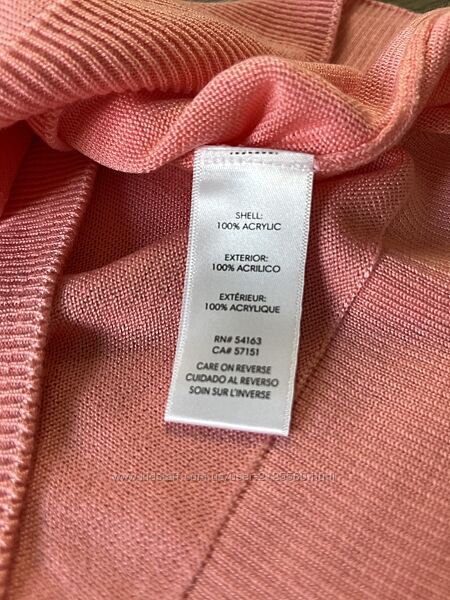 SHELL:
100% ACRYLIC
EXTERIOR:
100% ACRILICO
EXTÉRIEUR:
100% ACRYLIQUE
RN# 54163
CA# 57151
CARE ON REVERSE
CUIDADO AL REVERSO
SOIN SUR L'INVERSE